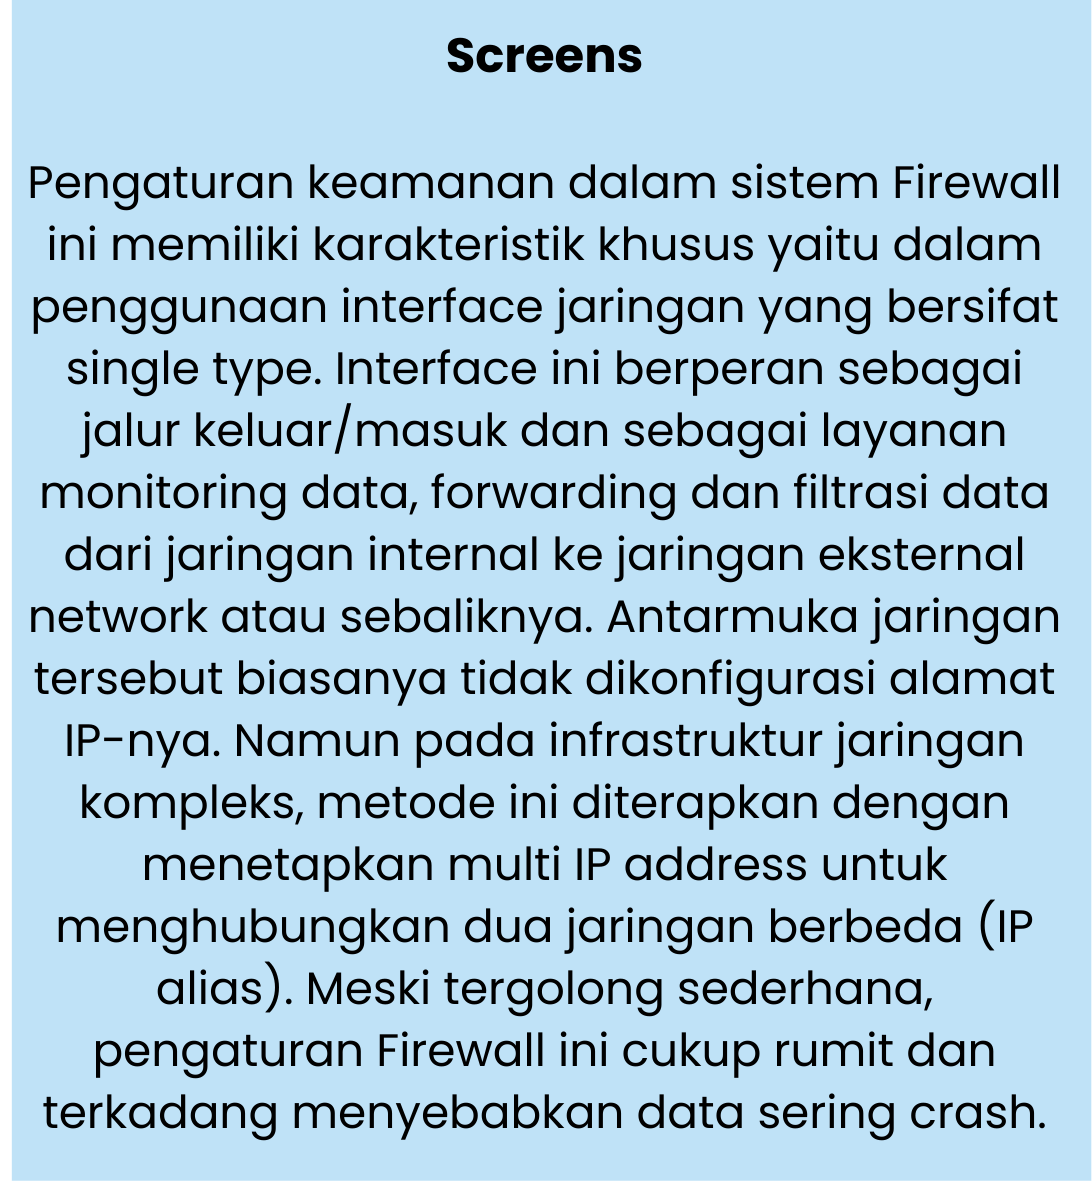 Screens
Pengaturan keamanan dalam sistem Firewall
ini memiliki karakteristik khusus yaitu dalam
penggunaan interface jaringan yang bersifat
single type. Interface ini berperan sebagai
jalur keluar/masuk dan sebagai layanan
monitoring data, forwarding dan filtrasi data
dari jaringan internal ke jaringan eksternal
network atau sebaliknya. Antarmuka jaringan
tersebut biasanya tidak dikonfigurasi alamat
IP-nya. Namun pada infrastruktur jaringan
kompleks, metode ini diterapkan dengan
menetapkan multi IP address untuk
menghubungkan dua jaringan berbeda (IP
alias). Meski tergolong sederhana,
pengaturan Firewall ini cukup rumit dan
terkadang menyebabkan data sering crash.